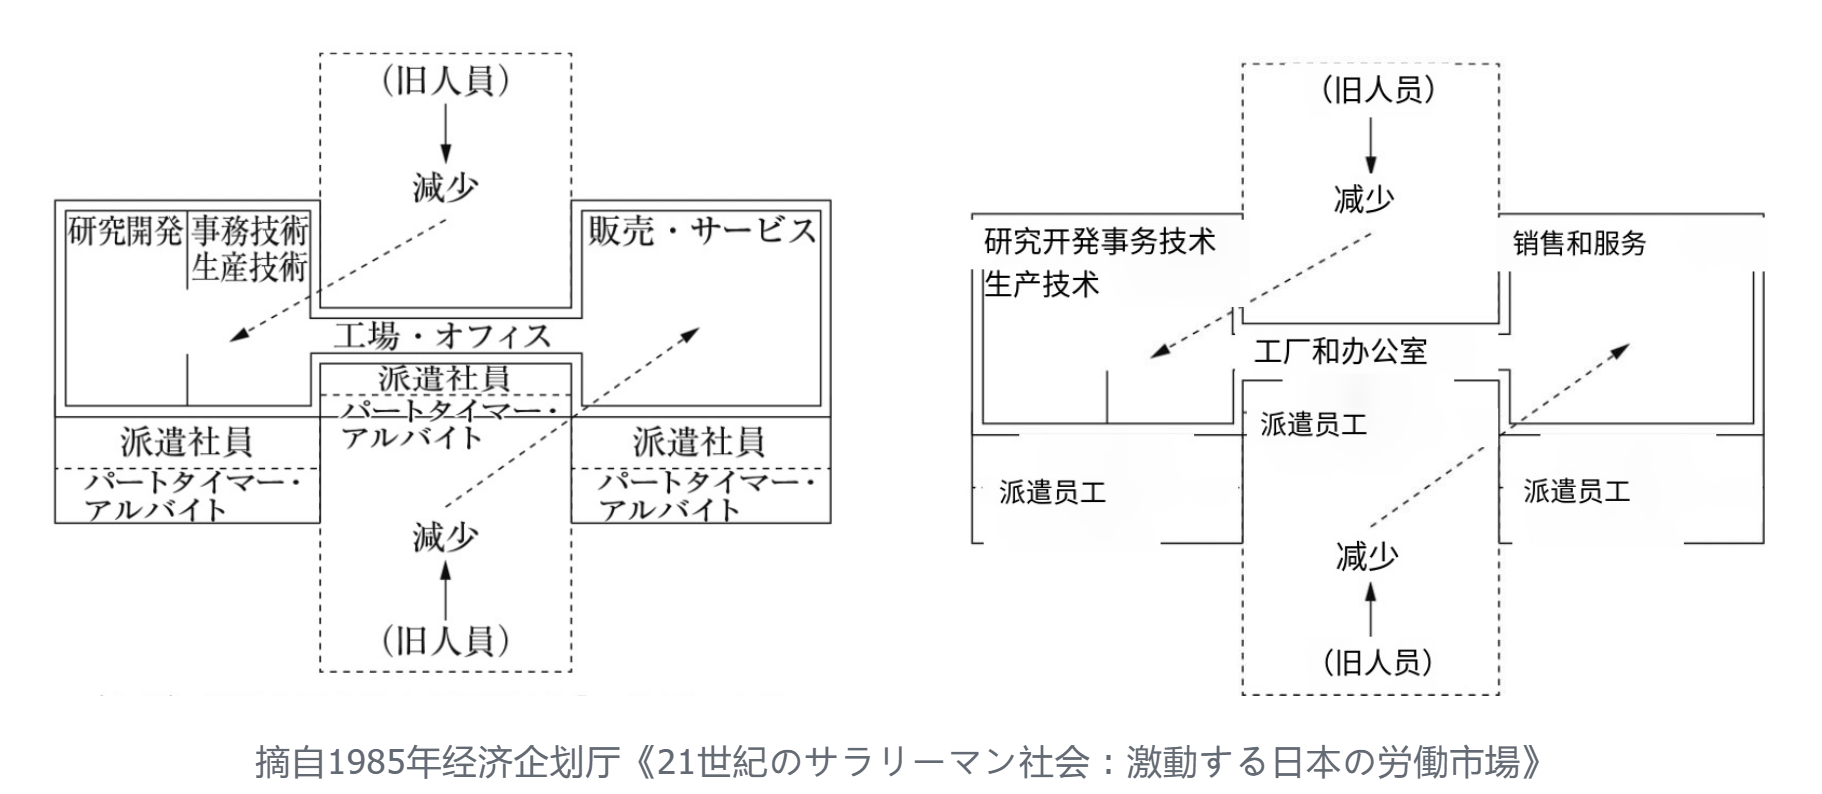 （旧人員）
減少
研究開発
事務技術
生産技術
販売・サービス
工場・オフィス
派遣社員
パートタイマー・
アルバイト
派遣社員
パートタイマー・
アルバイト
派遣社員
パートタイマー・
アルバイト
減少
（旧人員）
（旧人员）
减少
研究开発事务技术
生产技术
销售和服务
工厂和办公室
派遣员工
派遣员工
派遣员工
减少
（旧人员）
摘自1985年经济企划厅《21世紀のサラリーマン社会：激動する日本の労働市場》